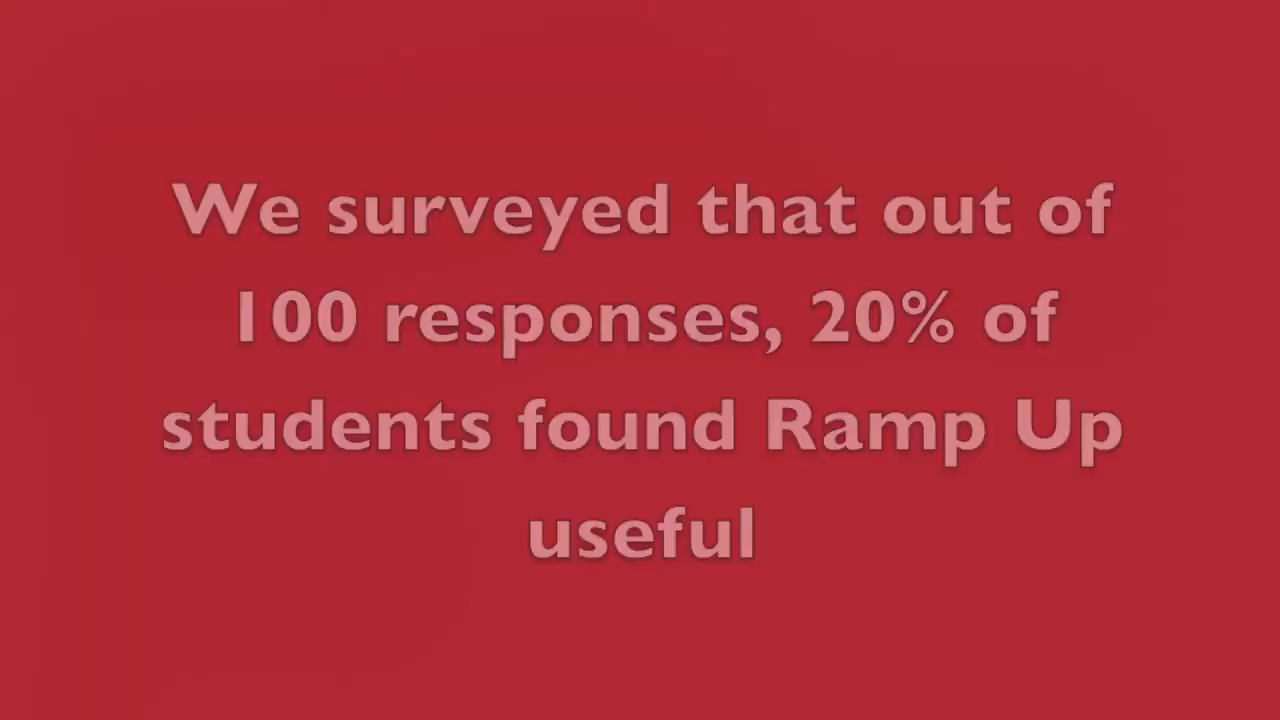 We surveyed that out of
100 responses, 20% of
students found Ramp Up
useful